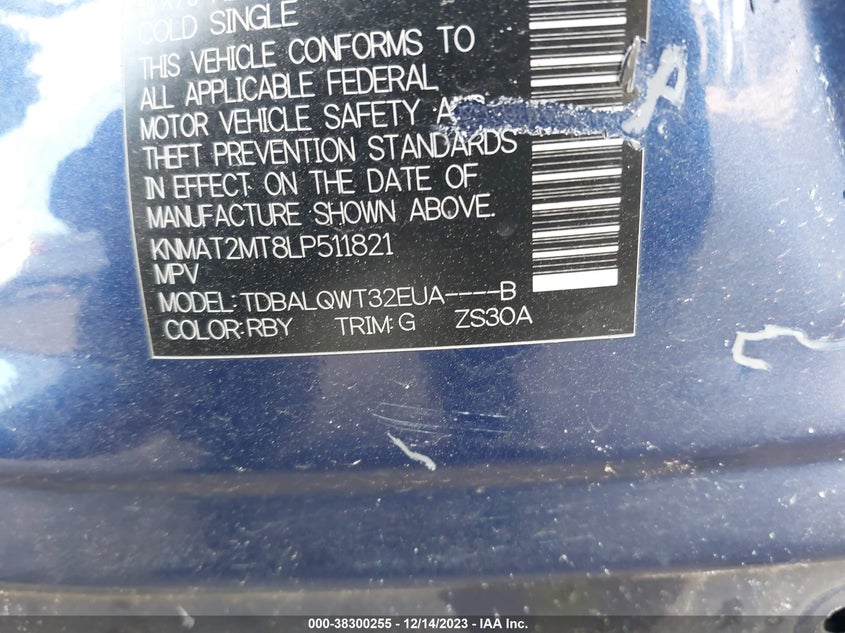 COLD SINGLE
THIS VEHICLE CONFORMS TO
ALL APPLICABLE FEDERAL
MOTOR VEHICLE SAFETY
THEFT PREVENTION STANDARDS
IN EFFECT ON THE DATE OF
MANUFACTURE SHOWN ABOVE.
KNMAT2MT8LP511821
MPV
MODEL:TDBALQWT32EUA----B
COLOR:RBY TRIM:G ZS30A
000-38300255 - 12/14/2023 - IAA Inc.